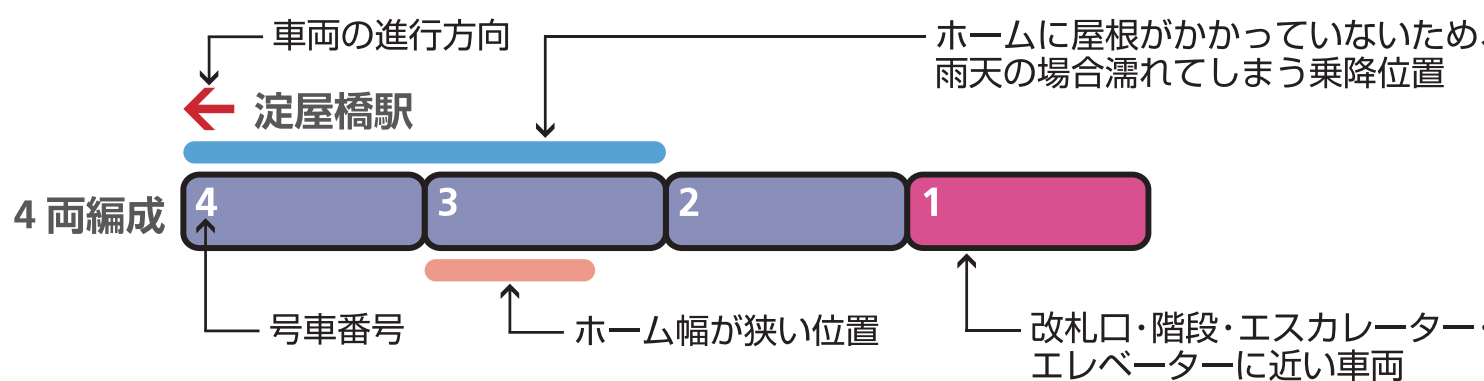 車両の進行方向
ホームに屋根がかかっていないため、
雨天の場合濡れてしまう乗降位置
淀屋橋駅
4 両編成
4
3
2
1
号車番号
ホーム幅が狭い位置
改札口・階段・エスカレーター・
エレベーターに近い車両